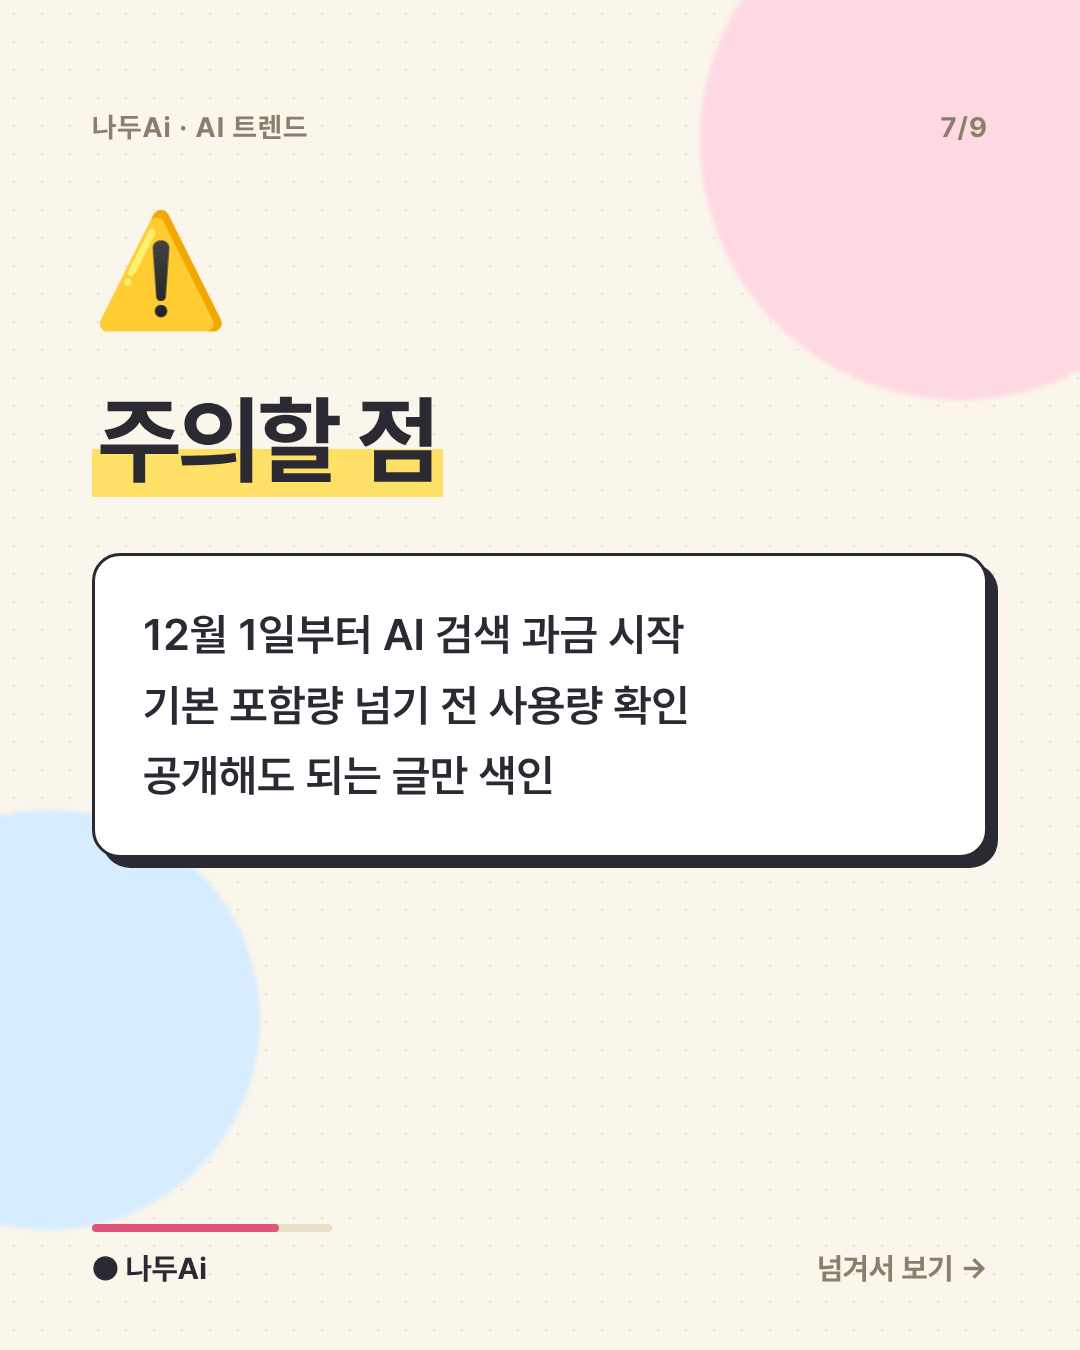 나두Ai · AI 트렌드
7/9
주의할 점
12월 1일부터 AI 검색 과금 시작
기본 포함량 넘기 전 사용량 확인
공개해도 되는 글만 색인
나두Ai
넘겨서 보기 →